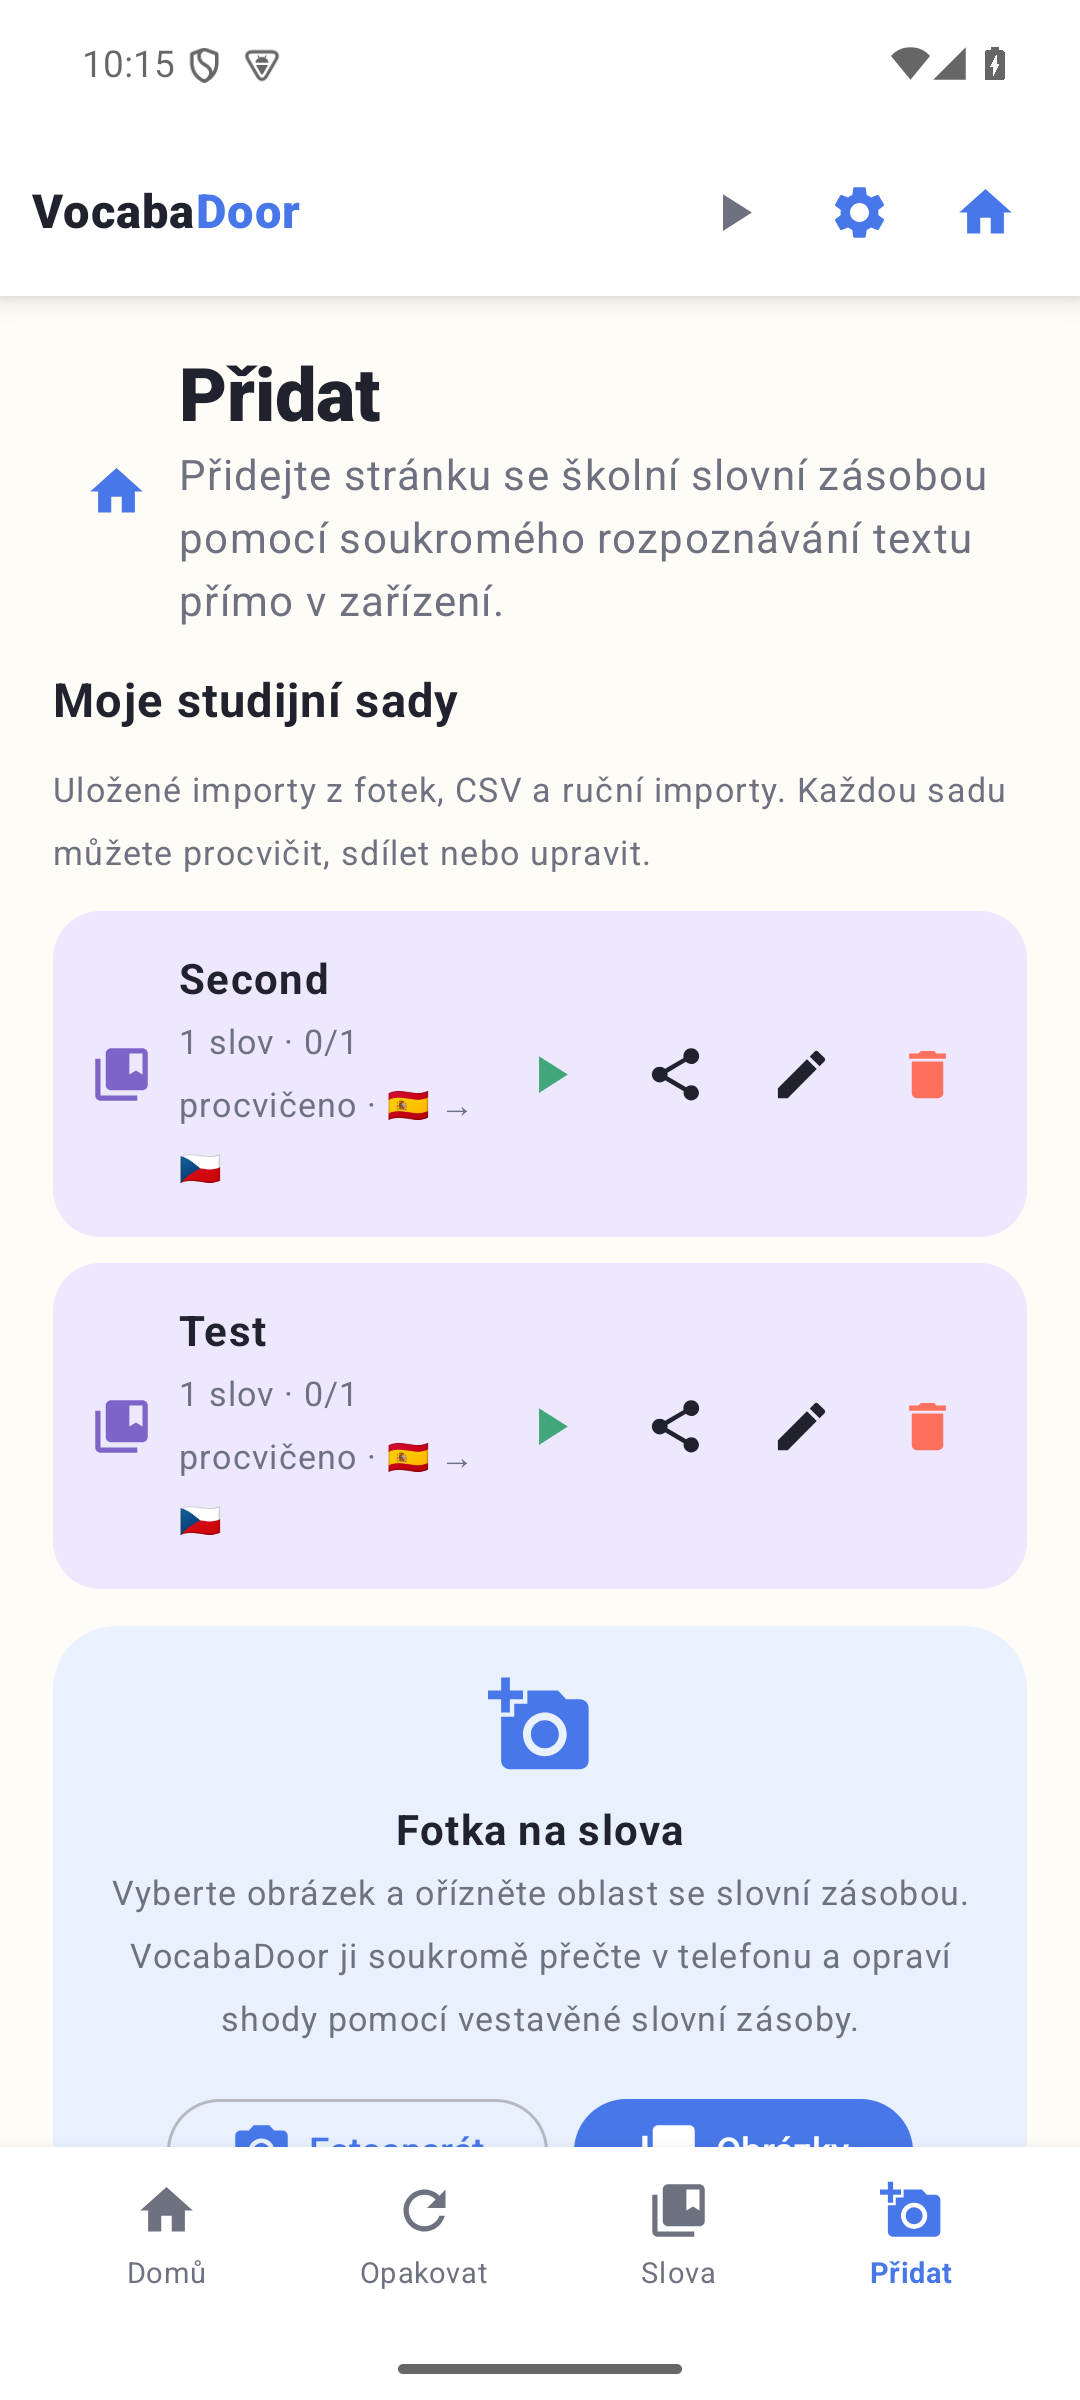 10:15
VocabaDoor
Přidat
Přidejte stránku se školní slovní zásobou
pomocí soukromého rozpoznávání textu
přímo v zařízení.
Moje studijní sady
Uložené importy z fotek, CSV a ruční importy. Každou sadu
můžete procvičit, sdílet nebo upravit.
Second
1 slov · 0/1
procvičeno · 🇪🇸 →
🇨🇿
Test
1 slov · 0/1
procvičeno · 🇪🇸 →
🇨🇿
Fotka na slova
Vyberte obrázek a ořízněte oblast se slovní zásobou.
VocabaDoor ji soukromě přečte v telefonu a opraví
shody pomocí vestavěné slovní zásoby.
Fotoaparát Obrázky
Domů Opakovat Slova Přidat